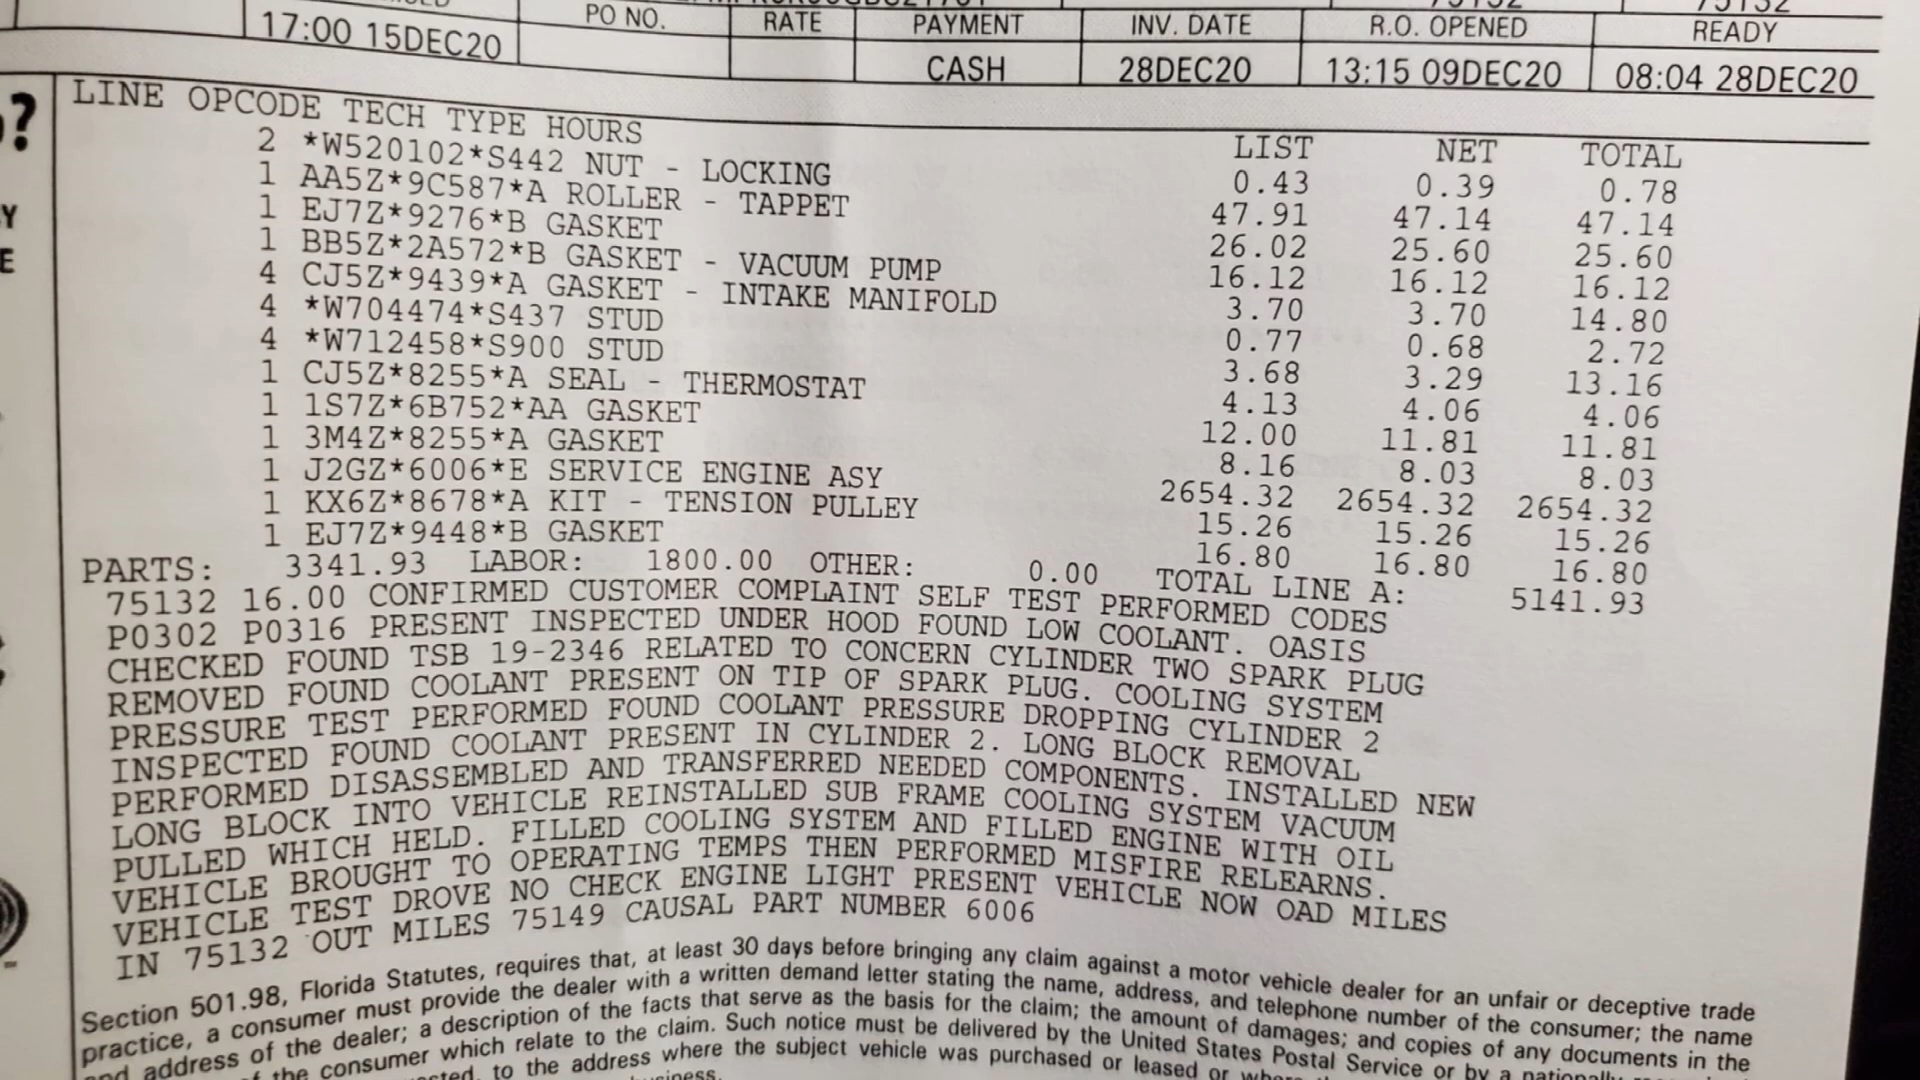 PO NO.
RATE
PAYMENT
INV. DATE
R.O. OPENED
READY
17:00 15DEC20
CASH
28DEC20
13:15 09DEC20
08:04 28DEC20
LINE OPCODE TECH TYPE HOURS
LIST NET TOTAL
2 *W520102*S442 NUT - LOCKING 0.43 0.39 0.78
1 AA5Z*9C587*A ROLLER - TAPPET 47.91 47.14 47.14
1 EJ7Z*9276*B GASKET 26.02 25.60 25.60
1 BB5Z*2A572*B GASKET - VACUUM PUMP 16.12 16.12 16.12
4 CJ5Z*9439*A GASKET - INTAKE MANIFOLD 3.70 3.70 14.80
4 *W704474*S437 STUD 0.77 0.68 2.72
4 *W712458*S900 STUD 3.68 3.29 13.16
1 CJ5Z*8255*A SEAL - THERMOSTAT 4.13 4.06 4.06
1 1S7Z*6B752*AA GASKET 12.00 11.81 11.81
1 3M4Z*8255*A GASKET 8.16 8.03 8.03
1 J2GZ*6006*E SERVICE ENGINE ASY 2654.32 2654.32 2654.32
1 KX6Z*8678*A KIT - TENSION PULLEY 15.26 15.26 15.26
1 EJ7Z*9448*B GASKET 16.80 16.80 16.80
PARTS: 3341.93 LABOR: 1800.00 OTHER: 0.00 TOTAL LINE A: 5141.93
75132 16.00 CONFIRMED CUSTOMER COMPLAINT SELF TEST PERFORMED CODES
P0302 P0316 PRESENT INSPECTED UNDER HOOD FOUND LOW COOLANT. OASIS
CHECKED FOUND TSB 19-2346 RELATED TO CONCERN CYLINDER TWO SPARK PLUG
REMOVED FOUND COOLANT PRESENT ON TIP OF SPARK PLUG. COOLING SYSTEM
PRESSURE TEST PERFORMED FOUND COOLANT PRESSURE DROPPING CYLINDER 2
INSPECTED FOUND COOLANT PRESENT IN CYLINDER 2. LONG BLOCK REMOVAL
PERFORMED DISASSEMBLED AND TRANSFERRED NEEDED COMPONENTS. INSTALLED NEW
LONG BLOCK INTO VEHICLE REINSTALLED SUB FRAME COOLING SYSTEM VACUUM
PULLED WHICH HELD. FILLED COOLING SYSTEM AND FILLED ENGINE WITH OIL
VEHICLE BROUGHT TO OPERATING TEMPS THEN PERFORMED MISFIRE RELEARNS.
VEHICLE TEST DROVE NO CHECK ENGINE LIGHT PRESENT VEHICLE NOW OAD MILES
IN 75132 OUT MILES 75149 CAUSAL PART NUMBER 6006
Section 501.98, Florida Statutes, requires that, at least 30 days before bringing any claim against a motor vehicle dealer for an unfair or deceptive trade
practice, a consumer must provide the dealer with a written demand letter stating the name, address, and telephone number of the consumer; the name
and address of the dealer; a description of the facts that serve as the basis for the claim; the amount of damages; and copies of any documents in the
of the consumer which relate to the claim. Such notice must be delivered by the United States Postal Service or by a nationally
to the address where the subject vehicle was purchased or leased or